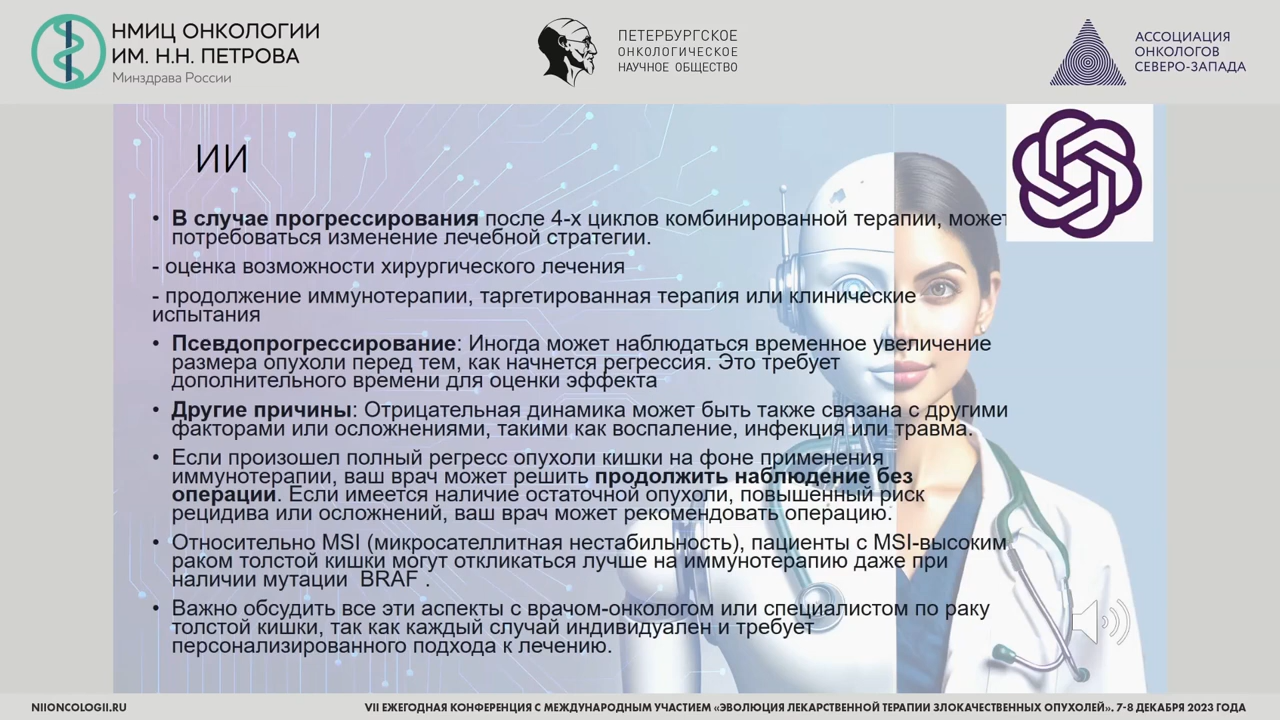 НМИЦ ОНКОЛОГИИ
ИМ. Н.Н. ПЕТРОВА
Минздрава России
ПЕТЕРБУРГСКОЕ
ОНКОЛОГИЧЕСКОЕ
НАУЧНОЕ ОБЩЕСТВО
АССОЦИАЦИЯ
ОНКОЛОГОВ
СЕВЕРО-ЗАПАДА
ИИ
• В случае прогрессирования после 4-х циклов комбинированной терапии, может
потребоваться изменение лечебной стратегии.
- оценка возможности хирургического лечения
- продолжение иммунотерапии, таргетированная терапия или клинические
испытания
• Псевдопрогрессирование: Иногда может наблюдаться временное увеличение
размера опухоли перед тем, как начнется регрессия. Это требует
дополнительного времени для оценки эффекта
• Другие причины: Отрицательная динамика может быть также связана с другими
факторами или осложнениями, такими как воспаление, инфекция или травма.
• Если произошел полный регресс опухоли кишки на фоне применения
иммунотерапии, ваш врач может решить продолжить наблюдение без
операции. Если имеется наличие остаточной опухоли, повышенный риск
рецидива или осложнений, ваш врач может рекомендовать операцию.
• Относительно MSI (микросателлитная нестабильность), пациенты с MSI-высоким
раком толстой кишки могут откликаться лучше на иммунотерапию даже при
наличии мутации BRAF .
• Важно обсудить все эти аспекты с врачом-онкологом или специалистом по раку
толстой кишки, так как каждый случай индивидуален и требует
персонализированного подхода к лечению.
NIIONCOLOGII.RU
VII ЕЖЕГОДНАЯ КОНФЕРЕНЦИЯ С МЕЖДУНАРОДНЫМ УЧАСТИЕМ «ЭВОЛЮЦИЯ ЛЕКАРСТВЕННОЙ ТЕРАПИИ ЗЛОКАЧЕСТВЕННЫХ ОПУХОЛЕЙ». 7-8 ДЕКАБРЯ 2023 ГОДА